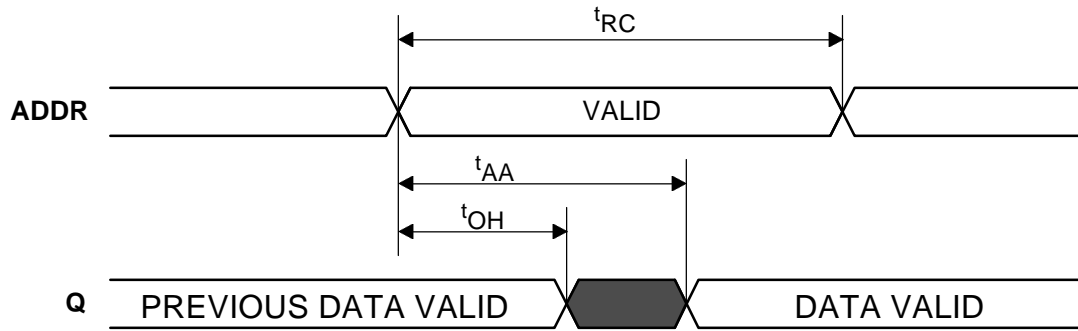 tRC
ADDR
VALID
tAA
tOH
Q
PREVIOUS DATA VALID
DATA VALID